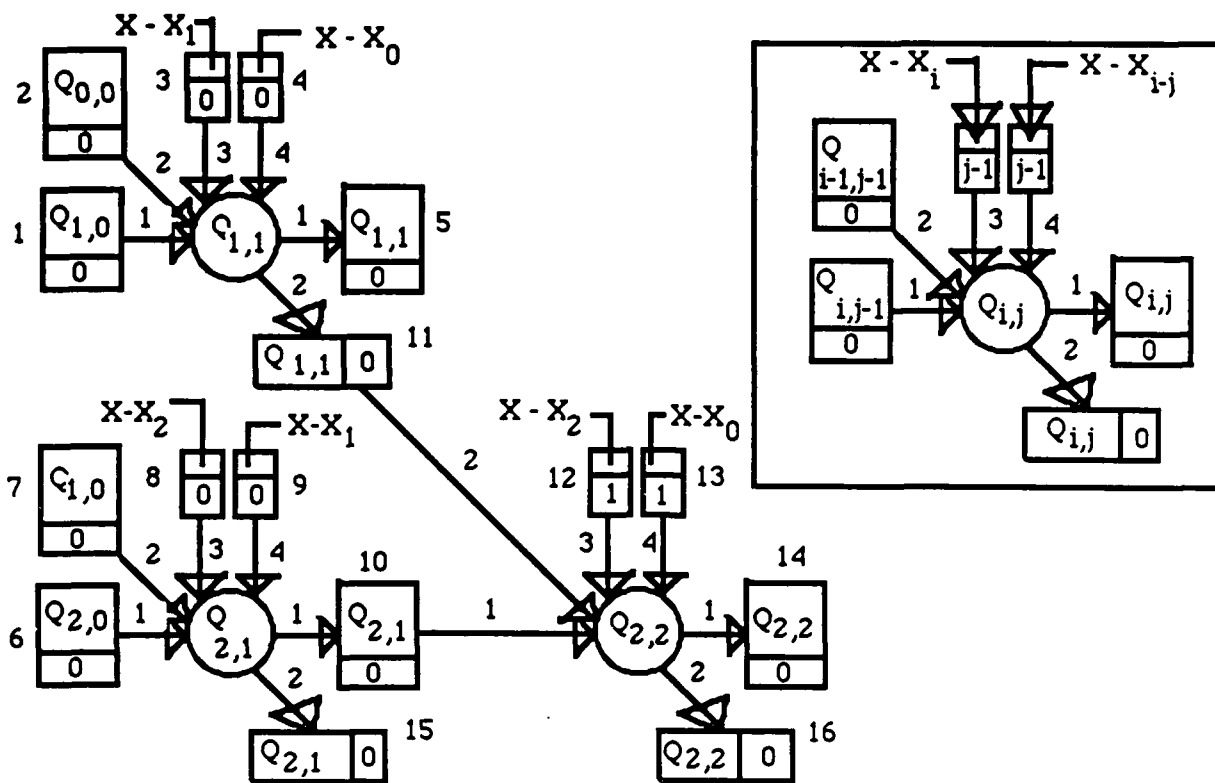 X - X1
X - X0
2 Q0,0 3 0 0 4
0
2 3 4
1 Q1,0 1 C1,1 1 Q1,1 5
0 0
2
Q1,1 0 11
X-X2
X-X1
7 C1,0 8 0 0 9
0
2 3 4
6 Q2,0 1 Q2,1 1 Q2,1 10
0 0
2
Q2,1 0 15
2
1
X - X2
X-X0
12 1 1 13
3 4
Q2,2 1 Q2,2 14
0
2
Q2,2 0 16
X - Xi
X - Xi-j
Q i-1,j-1 j-1 j-1
0
2 3 4
Q i,j-1 1 Qi,j 1 Qi,j
0 0
2
Qi,j 0